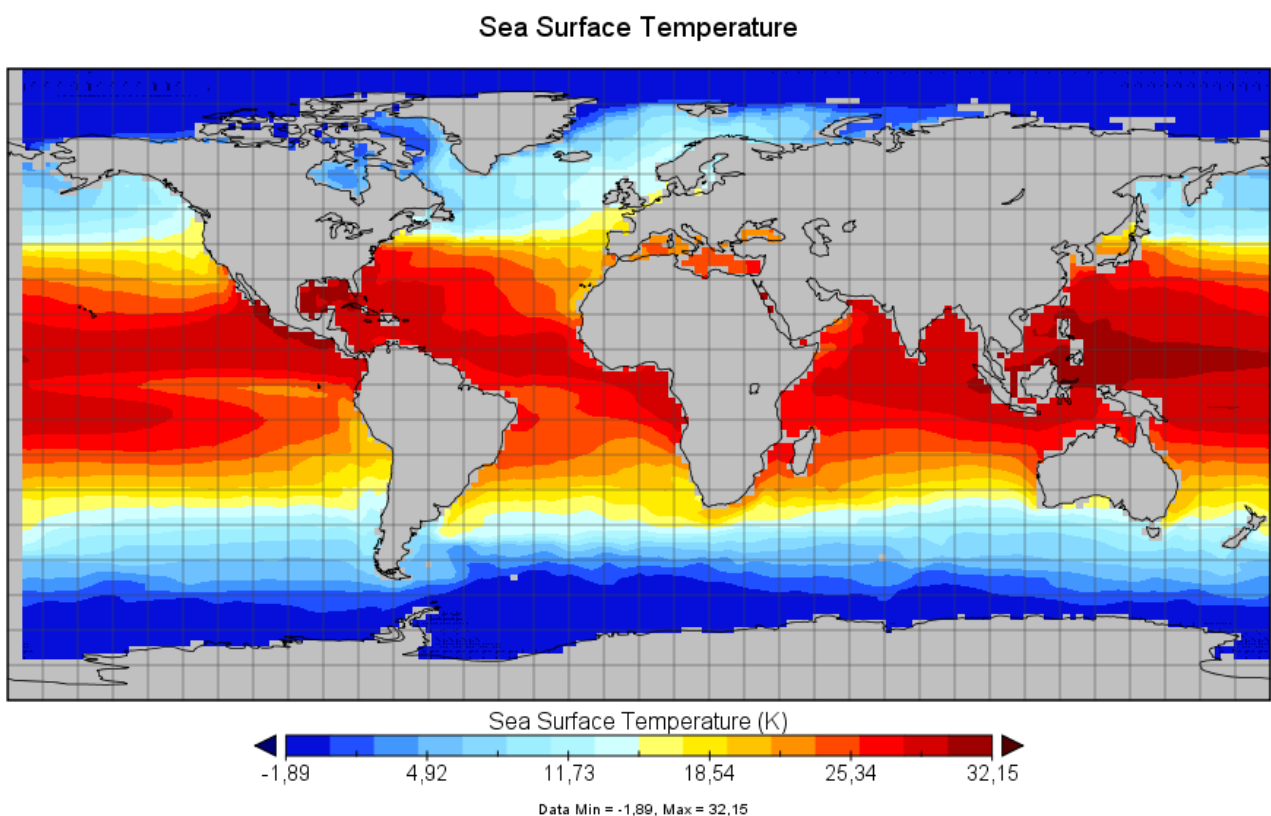 Sea Surface Temperature
Sea Surface Temperature (K)
-1,89 4,92 11,73 18,54 25,34 32,15
Data Min = -1,89, Max = 32,15